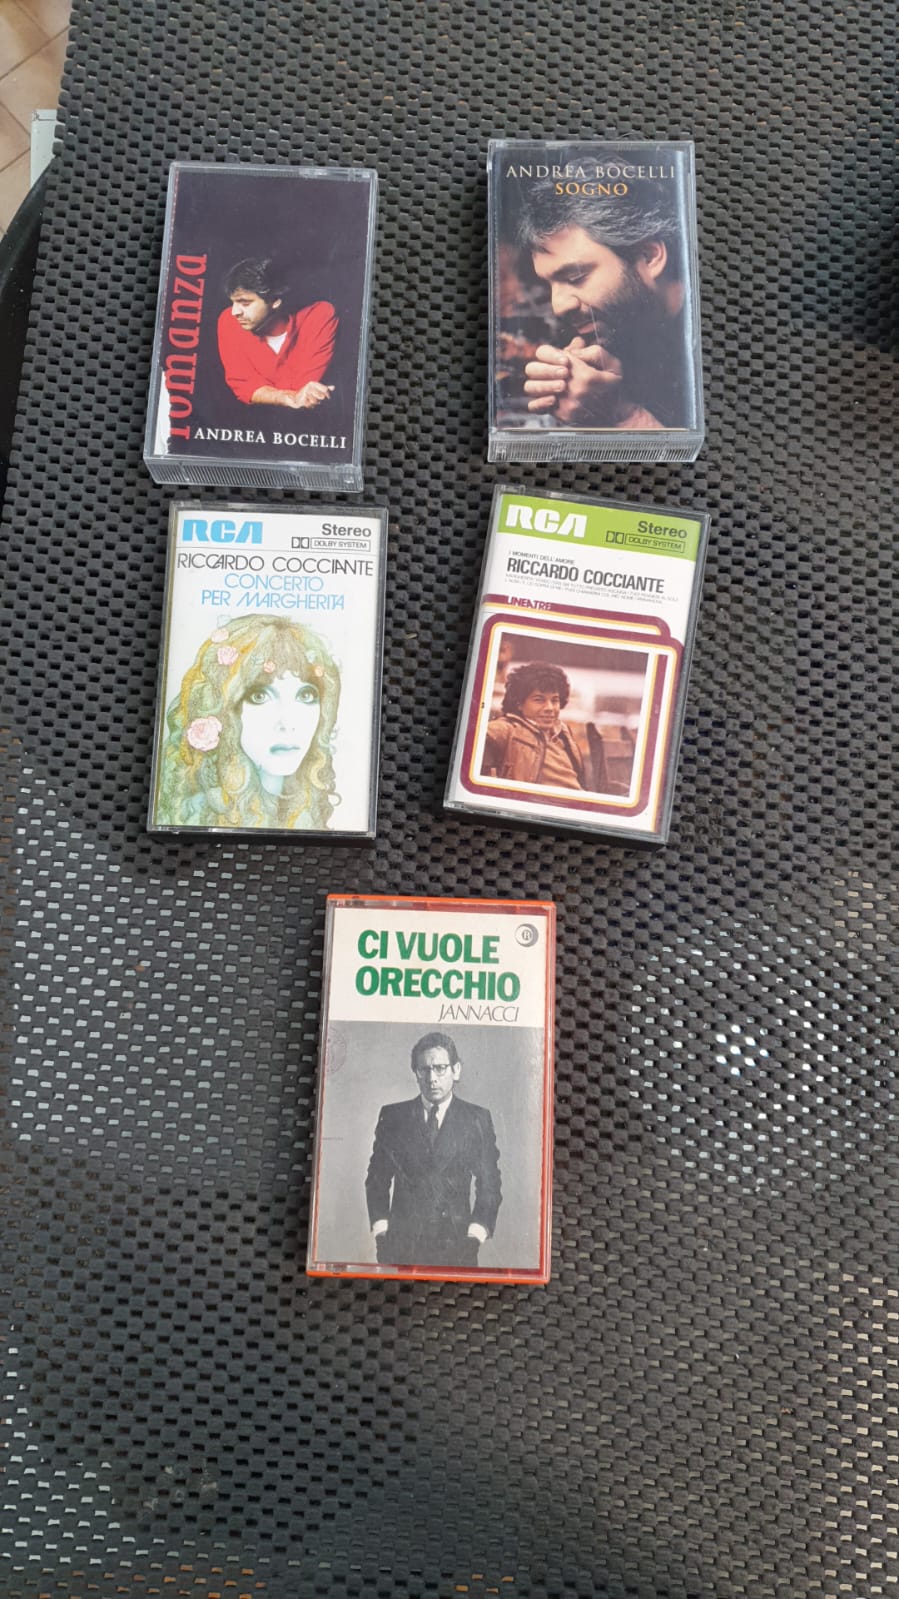 romanza
ANDREA BOCELLI
ANDREA BOCELLI
SOGNO
RCA Stereo
DOLBY SYSTEM
RICCARDO COCCIANTE
CONCERTO
PER MARGHERITA
RCA Stereo
DOLBY SYSTEM
I MOMENTI DELL'AMORE
RICCARDO COCCIANTE
LINEATRE
CI VUOLE
ORECCHIO
JANNACCI